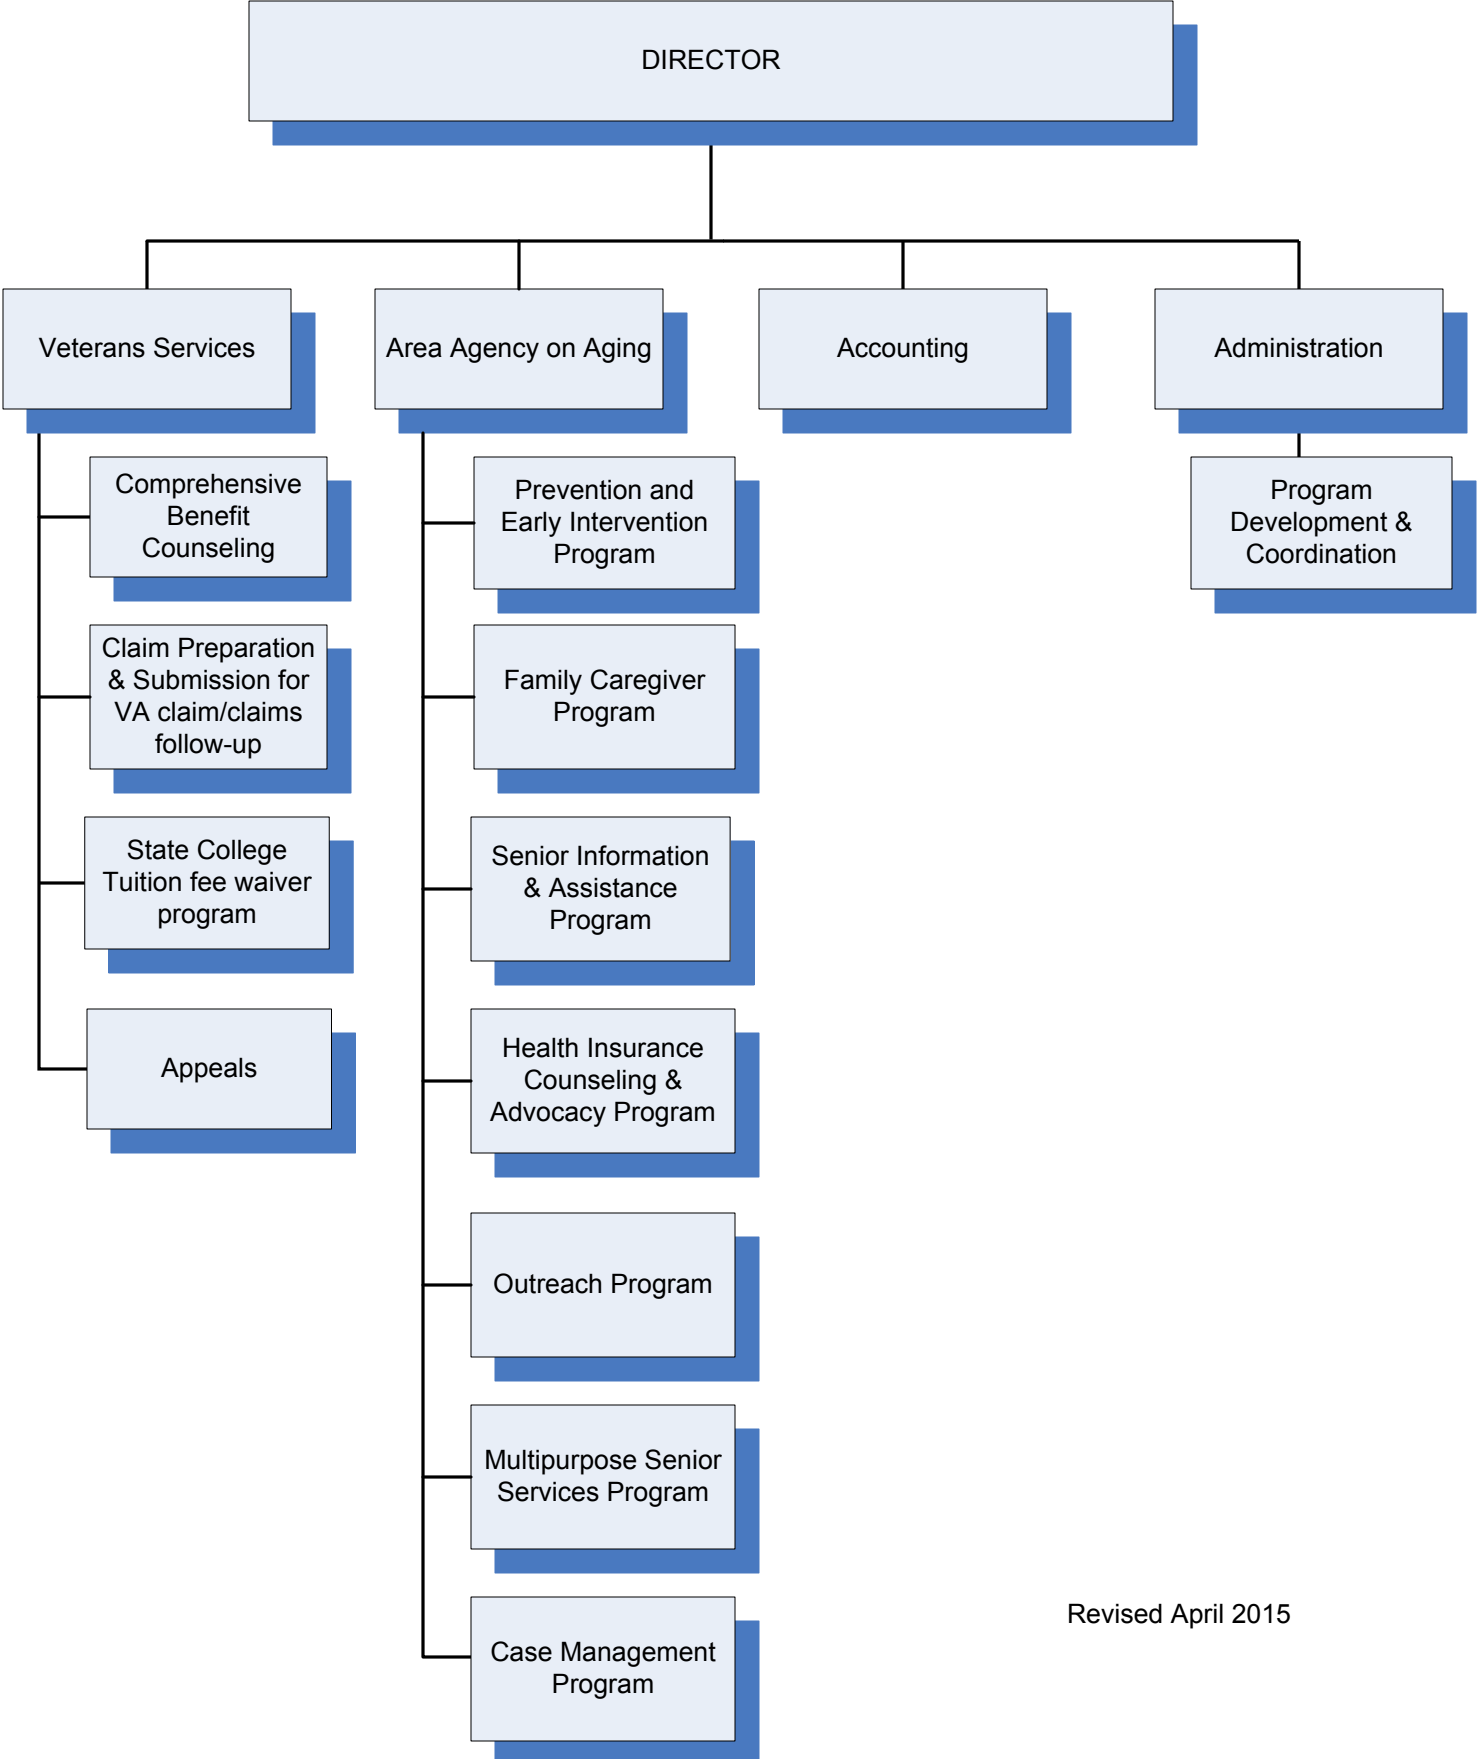 DIRECTOR
Veterans Services
Area Agency on Aging
Accounting
Administration
Comprehensive
Benefit
Counseling
Claim Preparation
& Submission for
VA claim/claims
follow-up
State College
Tuition fee waiver
program
Appeals
Prevention and
Early Intervention
Program
Family Caregiver
Program
Senior Information
& Assistance
Program
Health Insurance
Counseling &
Advocacy Program
Outreach Program
Multipurpose Senior
Services Program
Case Management
Program
Program
Development &
Coordination
Revised April 2015